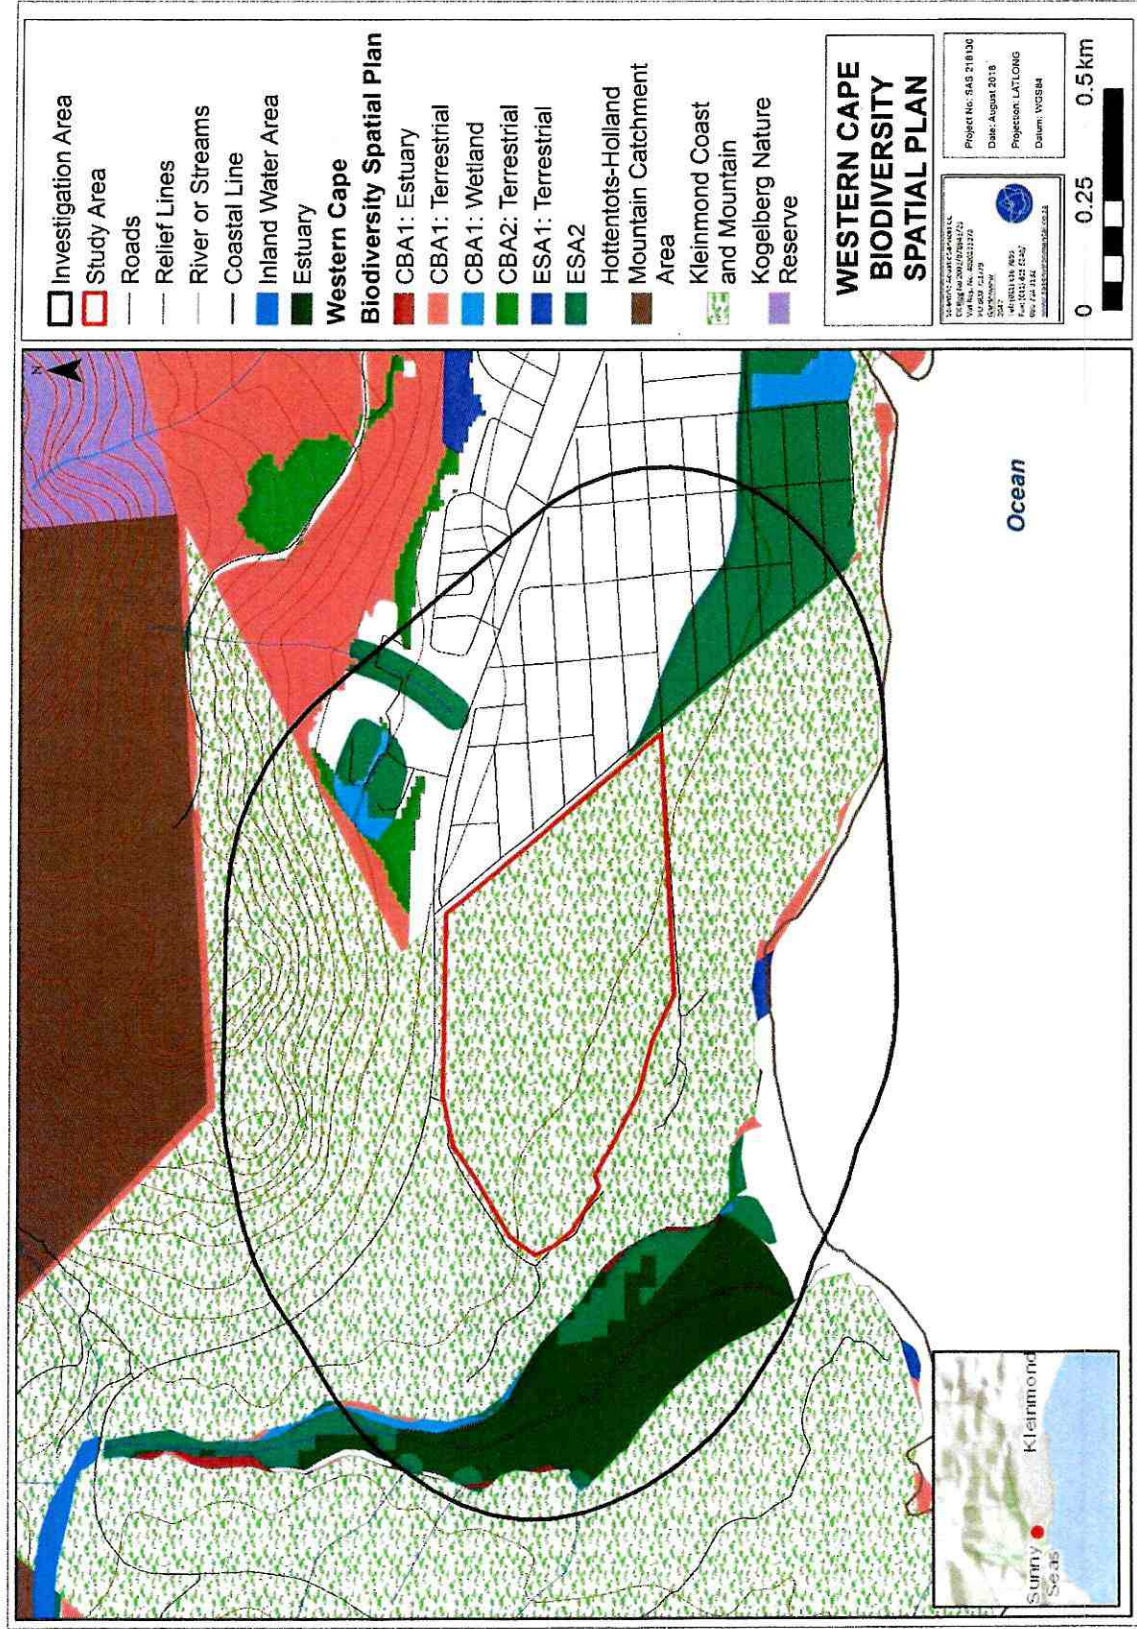 Investigation Area
Study Area
Roads
Relief Lines
River or Streams
Coastal Line
Inland Water Area
Estuary
Western Cape
Biodiversity Spatial Plan
CBA1: Estuary
CBA1: Terrestrial
CBA1: Wetland
CBA2: Terrestrial
ESA1: Terrestrial
ESA2
Hottentots-Holland
Mountain Catchment
Area
Kleinmond Coast
and Mountain
Kogelberg Nature
Reserve
WESTERN CAPE
BIODIVERSITY
SPATIAL PLAN
Project No: SAS 218130
Date: August 2018
Projection: LATLONG
Datum: WGS84
0 0.25 0.5 km
N
Ocean
Kleinmond
Sunny
Seas